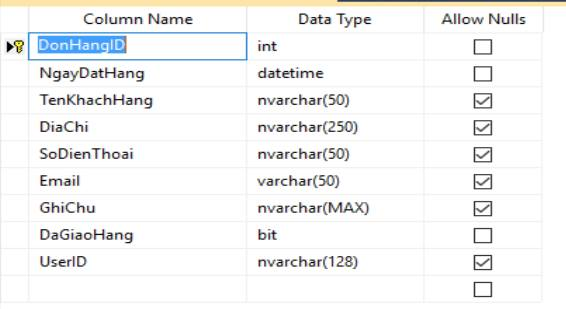 Column Name Data Type Allow Nulls
DonHangID int
NgayDatHang datetime
TenKhachHang nvarchar(50)
DiaChi nvarchar(250)
SoDienThoai nvarchar(50)
Email varchar(50)
GhiChu nvarchar(MAX)
DaGiaoHang bit
UserID nvarchar(128)